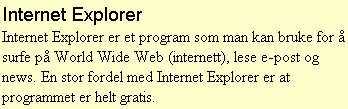 Internet Explorer
Internet Explorer er et program som man kan bruke for å
surfe på World Wide Web (internett), lese e-post og
news. En stor fordel med Internet Explorer er at
programmet er helt gratis.